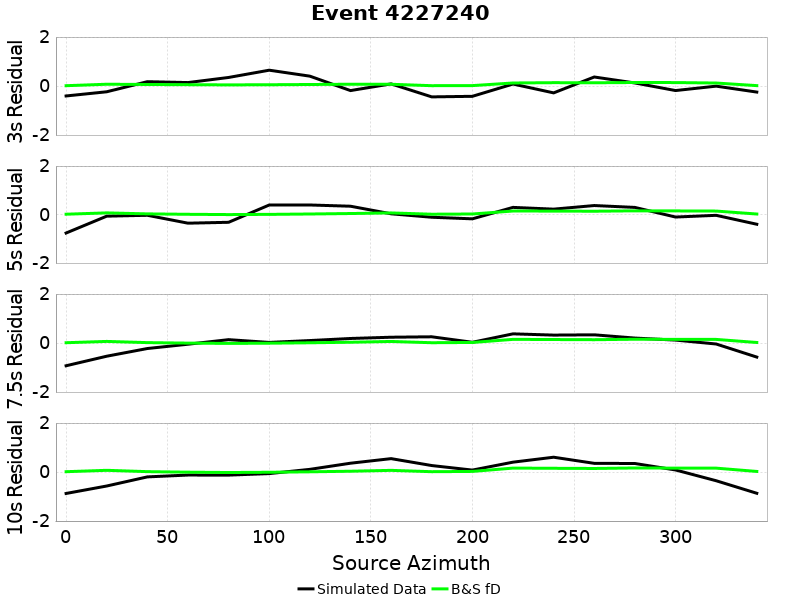 Event 4227240
3s Residual
2
0
-2
5s Residual
2
0
-2
7.5s Residual
2
0
-2
10s Residual
2
0
-2
0 50 100 150 200 250 300
Source Azimuth
Simulated Data B&S fD